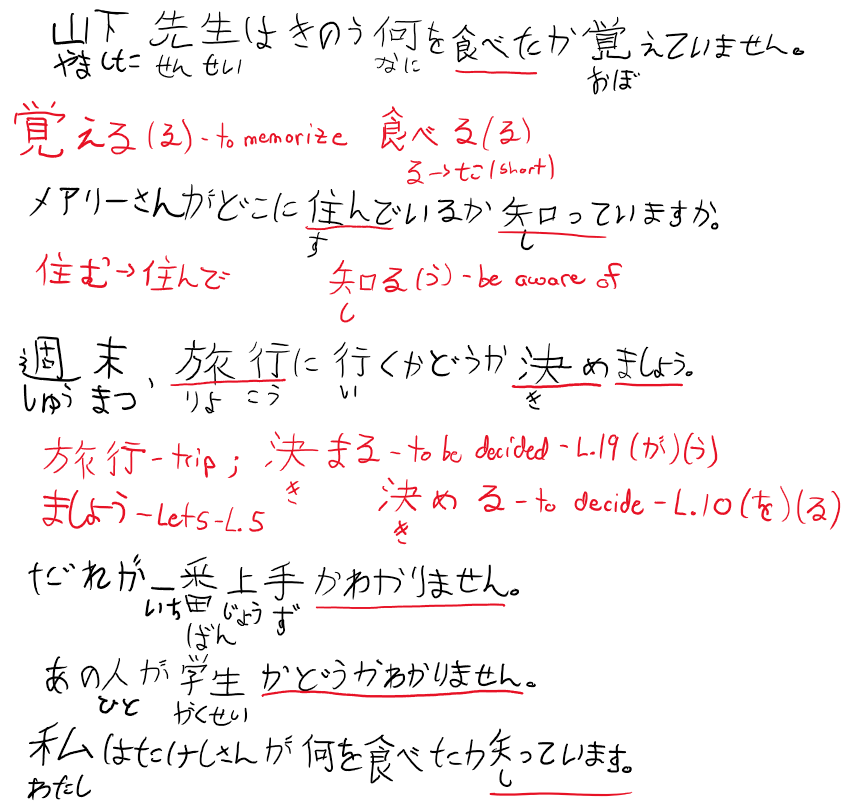 山下先生はきのう何を食べたか覚えていません。
やました せん せい なに おぼ
覚える(る)-to memorize 食べる(る)
る→た(short)
メアリーさんがどこに住んでいるか知っていますか。
す し
住む→住んで 知る(う)-be aware of
し
週末、旅行に行くかどうか決めましょう。
しゅう まつ りょ こう い き
旅行-trip; 決まる-to be decided-L.19(が)(う)
き
ましょう-Lets-L.5 決める-to decide-L.10(を)(る)
き
だれが一番上手かわかりません。
いち ばん じょう ず
あの人が学生かどうかわかりません。
ひと がくせい
私はたけしさんが何を食べたか知っています。
わたし し